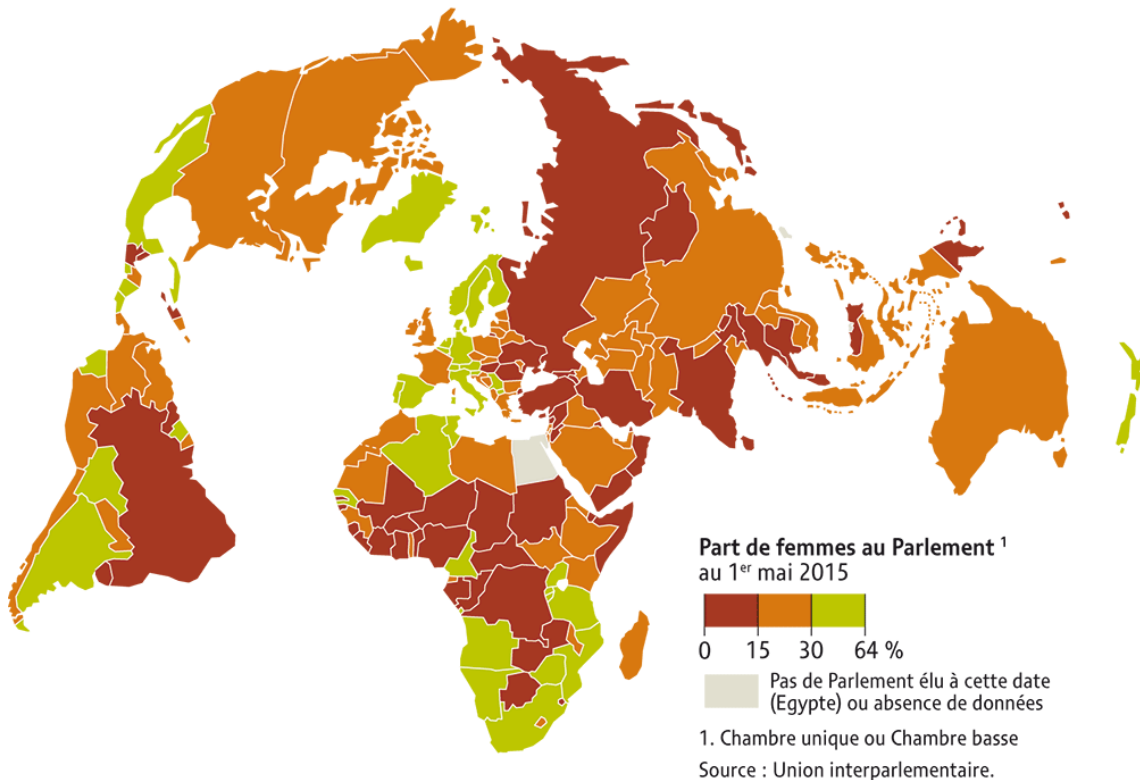 Part de femmes au Parlement ¹
au 1er mai 2015
0 15 30 64 %
Pas de Parlement élu à cette date
(Egypte) ou absence de données
1. Chambre unique ou Chambre basse
Source : Union interparlementaire.